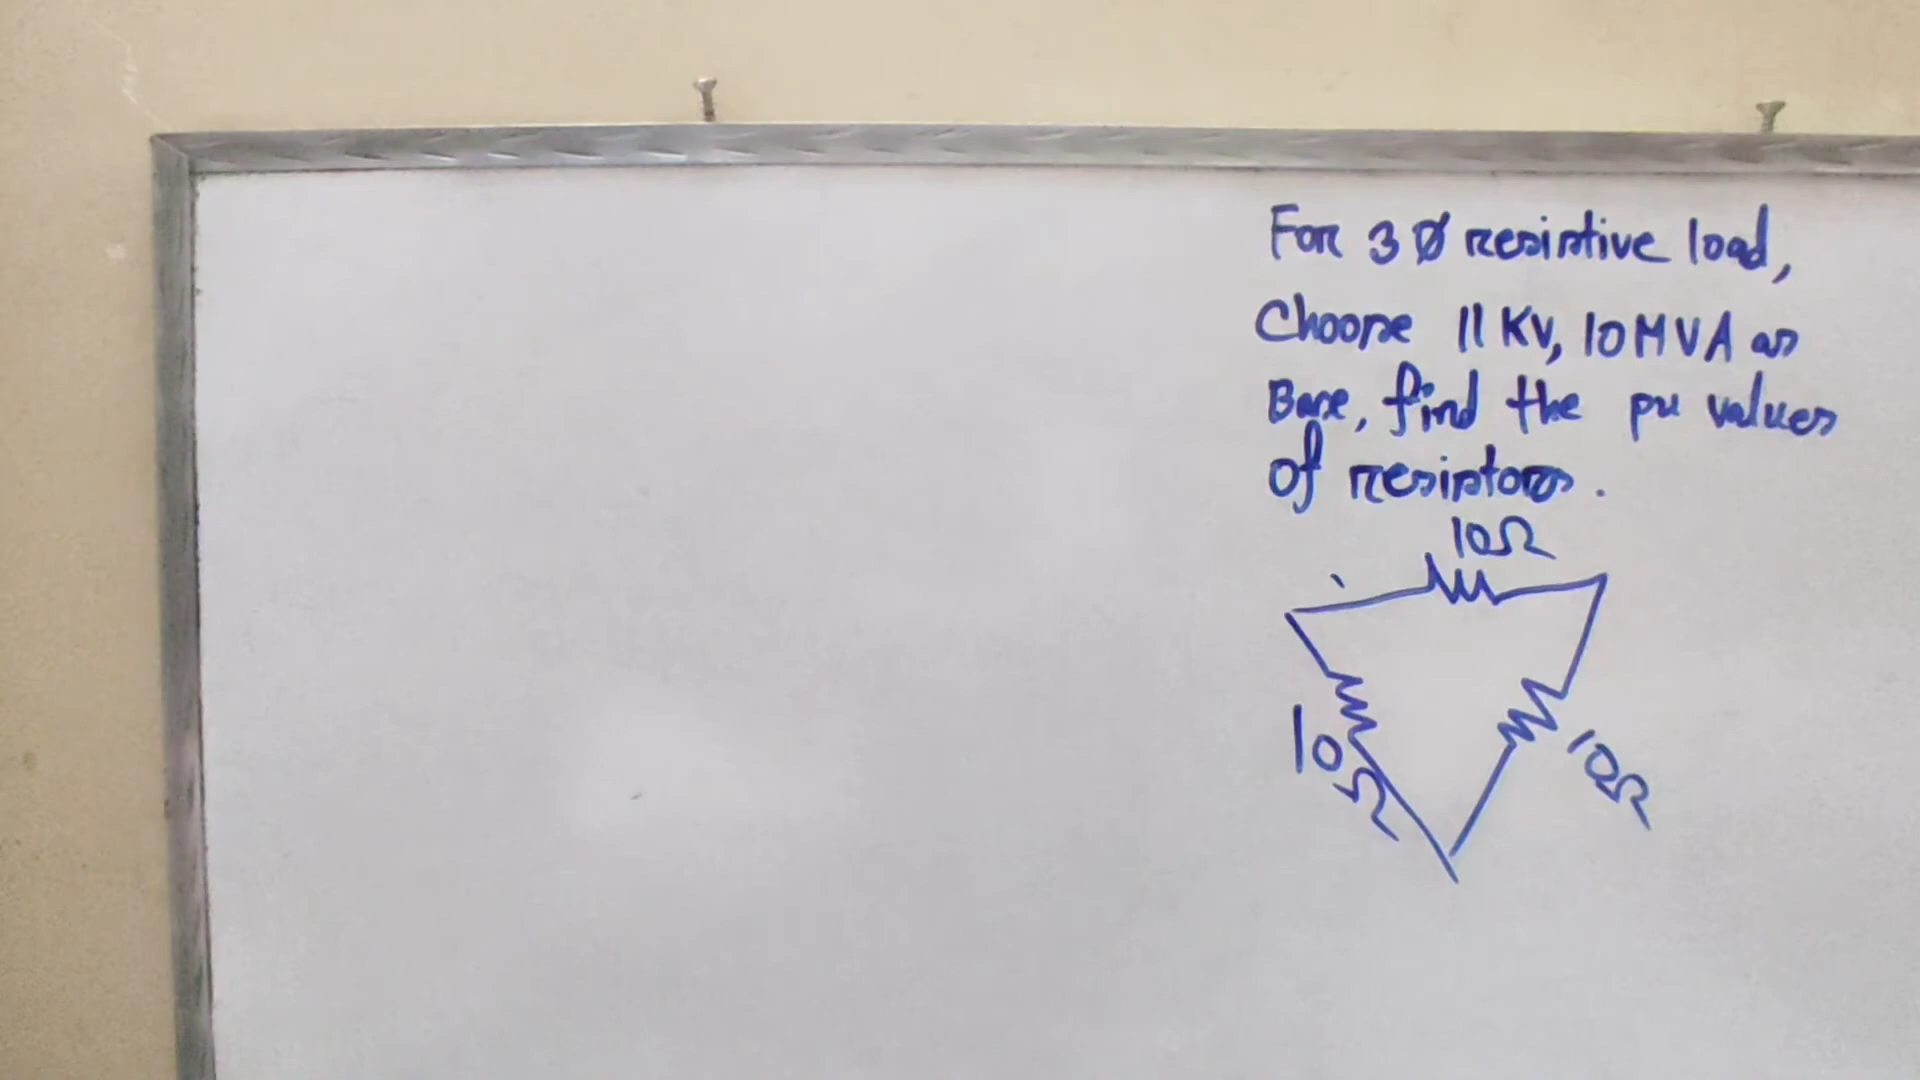 For 3Ø resistive load,
Choose 11 KV, 10 MVA as
Base, find the pu values
of resistors.
10Ω
10Ω
10Ω